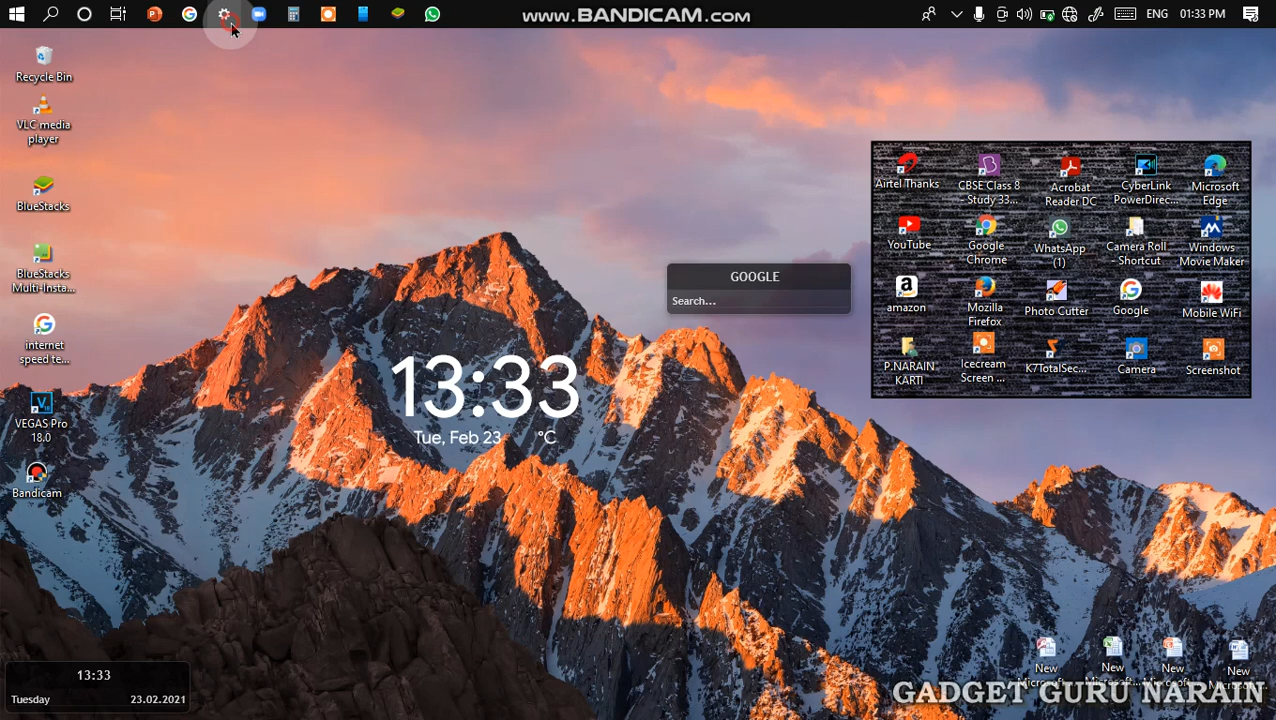 www.BANDICAM.com
ENG
01:33 PM
Recycle Bin
VLC media
player
BlueStacks
BlueStacks
Multi-Insta...
internet
speed te...
VEGAS Pro
18.0
Bandicam
GOOGLE
Search...
13:33
Tue, Feb 23
°C
Airtel Thanks
CBSE Class 8
- Study 33...
Acrobat
Reader DC
CyberLink
PowerDirec...
Microsoft
Edge
YouTube
Google
Chrome
WhatsApp
(1)
Camera Roll
- Shortcut
Windows
Movie Maker
amazon
Mozilla
Firefox
Photo Cutter
Google
Mobile WiFi
P.NARAIN
KARTI
Icecream
Screen ...
K7TotalSec...
Camera
Screenshot
13:33
Tuesday
23.02.2021
New
New
New
New
GADGET GURU NARAIN